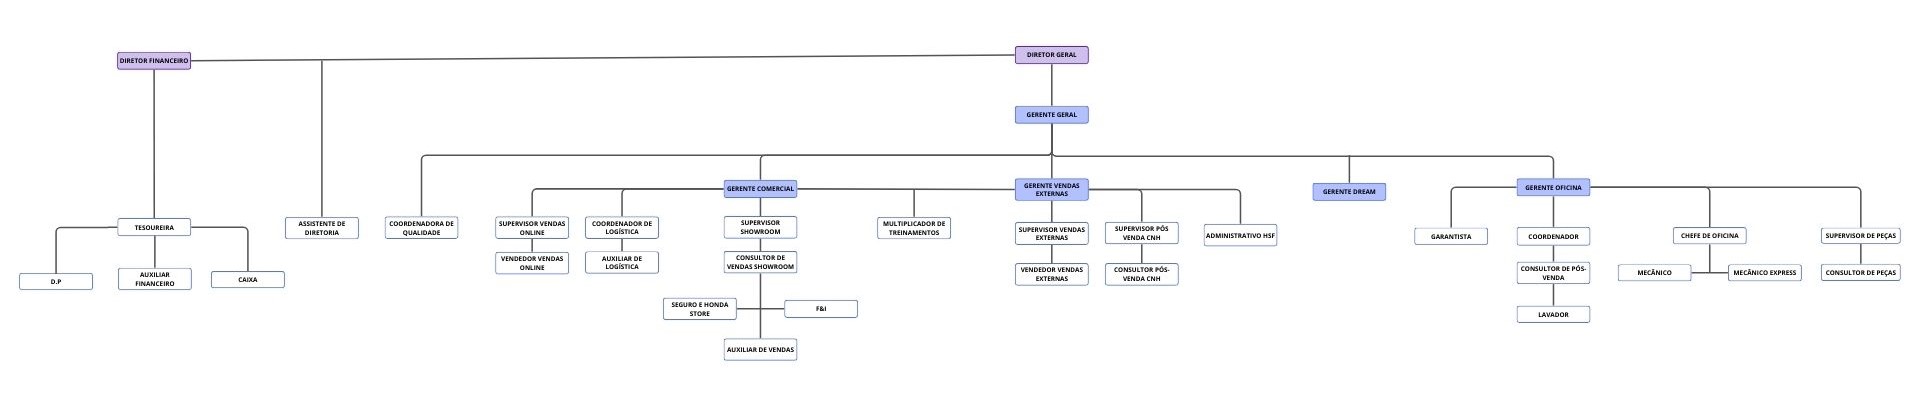 DIRETOR FINANCEIRO
DIRETOR GERAL
GERENTE GERAL
GERENTE COMERCIAL
GERENTE VENDAS
EXTERNAS
GERENTE DREAM
GERENTE OFICINA
TESOUREIRA
ASSISTENTE DE
DIRETORIA
COORDENADORA DE
QUALIDADE
SUPERVISOR VENDAS
ONLINE
COORDENADOR DE
LOGÍSTICA
SUPERVISOR
SHOWROOM
MULTIPLICADOR DE
TREINAMENTOS
SUPERVISOR VENDAS
EXTERNAS
SUPERVISOR PÓS
VENDA CNH
ADMINISTRATIVO HSF
GARANTISTA
COORDENADOR
CHEFE DE OFICINA
SUPERVISOR DE PEÇAS
D.P
AUXILIAR
FINANCEIRO
CAIXA
VENDEDOR VENDAS
ONLINE
AUXILIAR DE
LOGÍSTICA
CONSULTOR DE
VENDAS SHOWROOM
VENDEDOR VENDAS
EXTERNAS
CONSULTOR PÓS-
VENDA CNH
CONSULTOR DE PÓS-
VENDA
MECÂNICO
MECÂNICO EXPRESS
CONSULTOR DE PEÇAS
SEGURO E HONDA
STORE
F&I
LAVADOR
AUXILIAR DE VENDAS